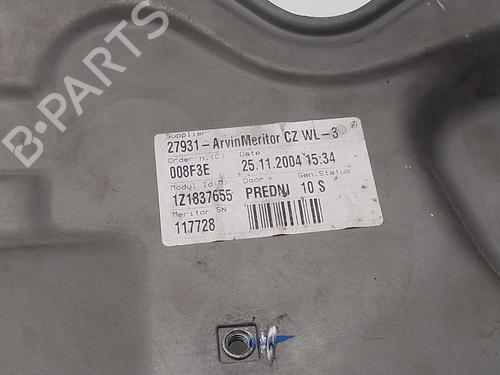 B-PARTS
Supplier
27931-ArvinMeritor CZ WL-3
Order n.(C) Date
008F3E 25.11.2004 15:34
Modul Id(M) Door Gen.Status
1Z1837655 PREDNI 10 S
Meritor SN
117728